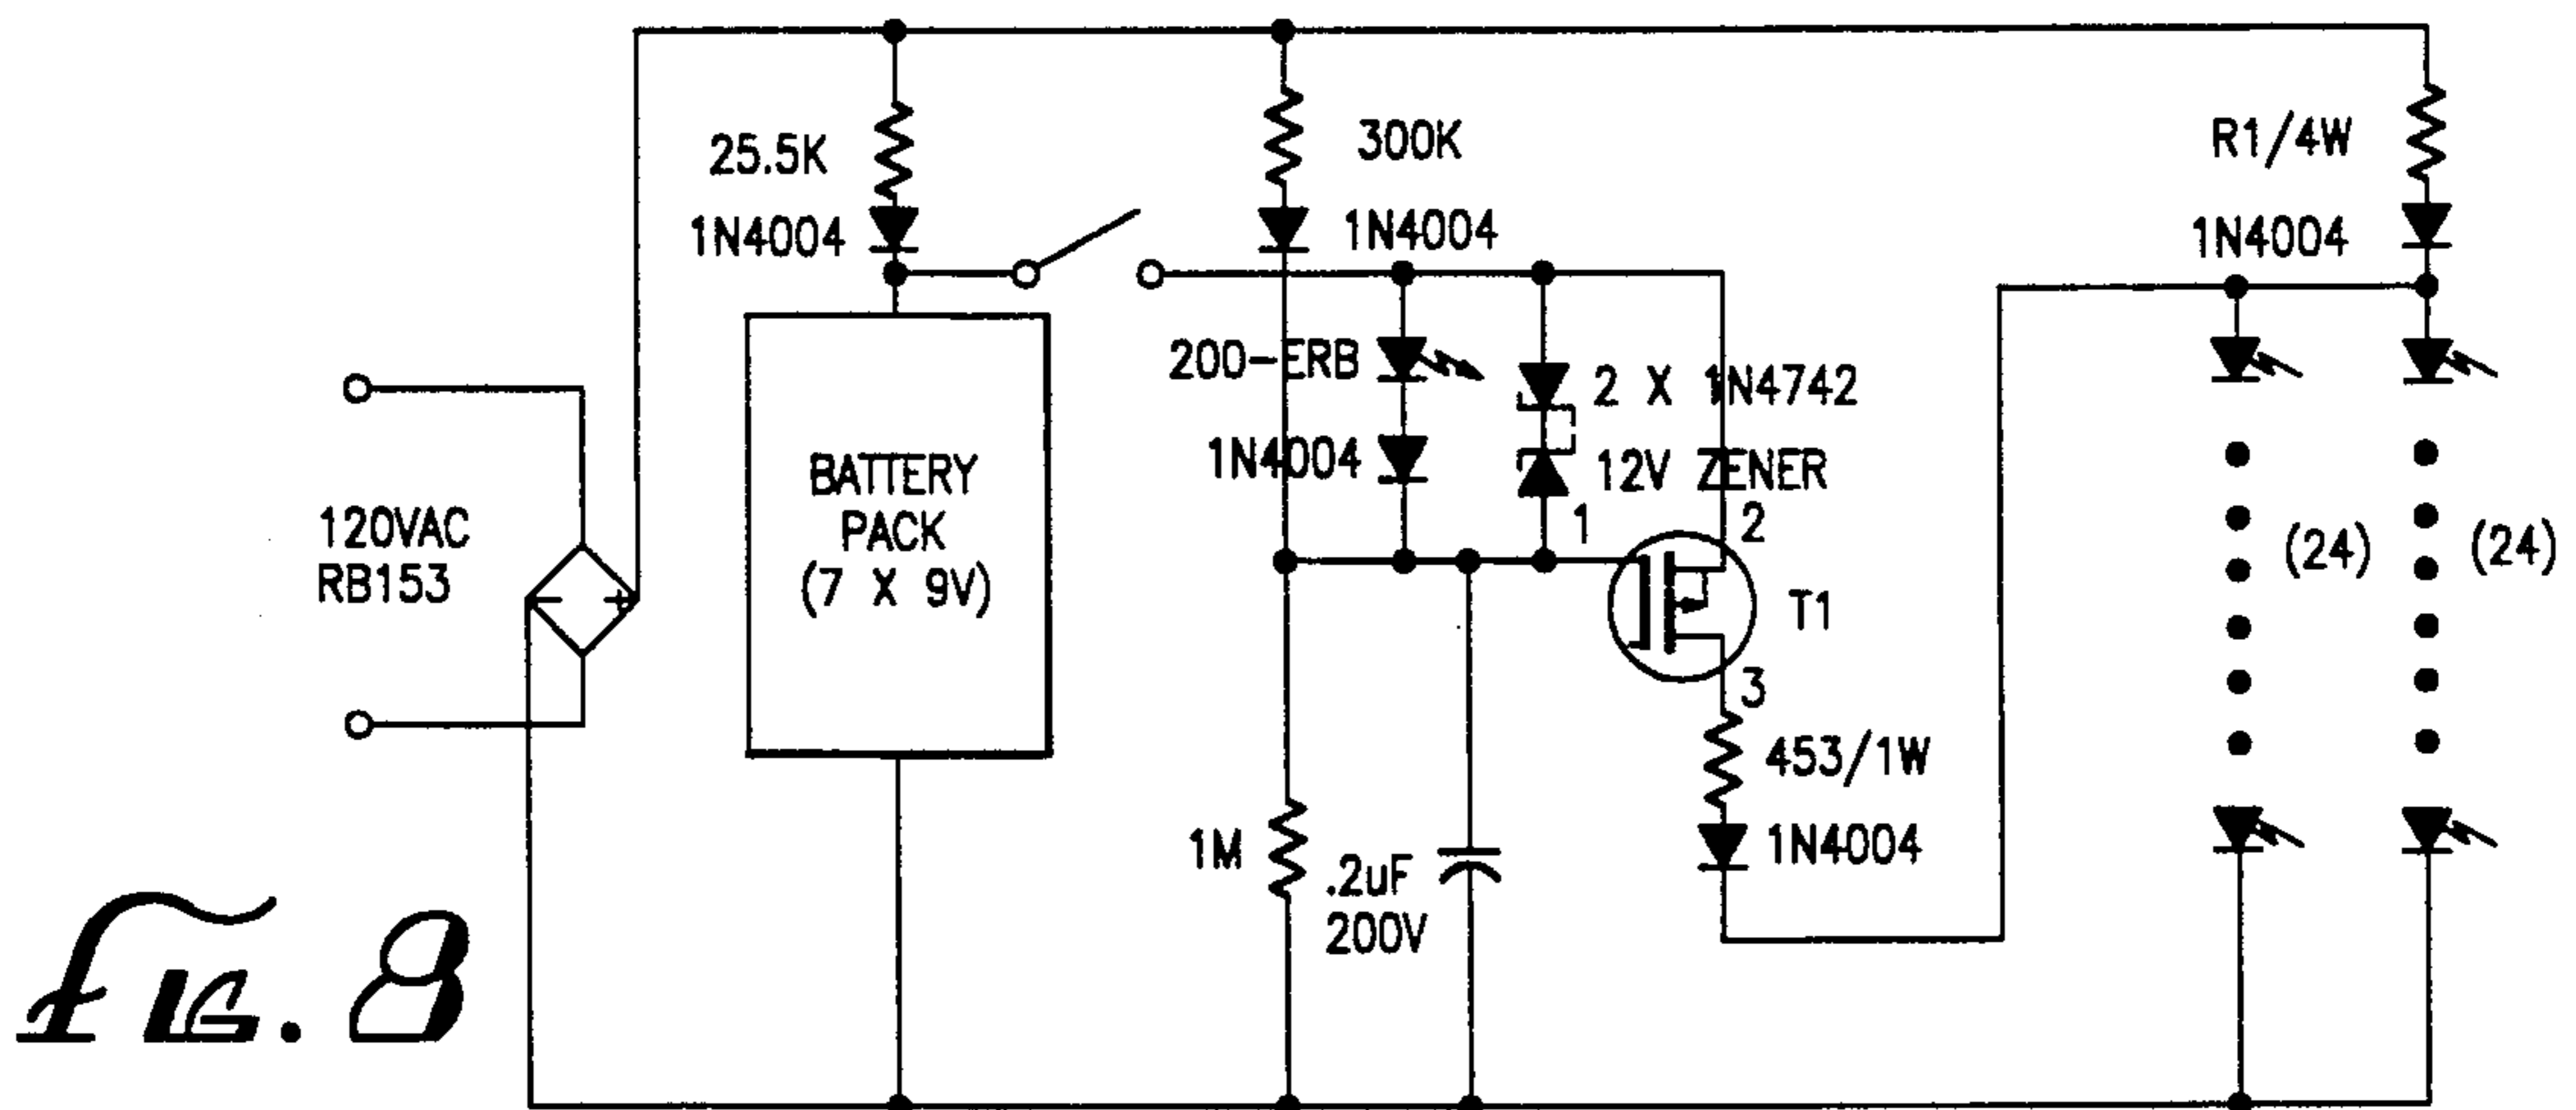 25.5K
1N4004
300K
1N4004
R1/4W
1N4004
200-ERB
1N4004
2 X 1N4742
12V ZENER
120VAC
RB153
- +
BATTERY
PACK
(7 X 9V)
1
2
T1
3
453/1W
1N4004
(24)
(24)
1M
.2uF
200V
FIG. 8